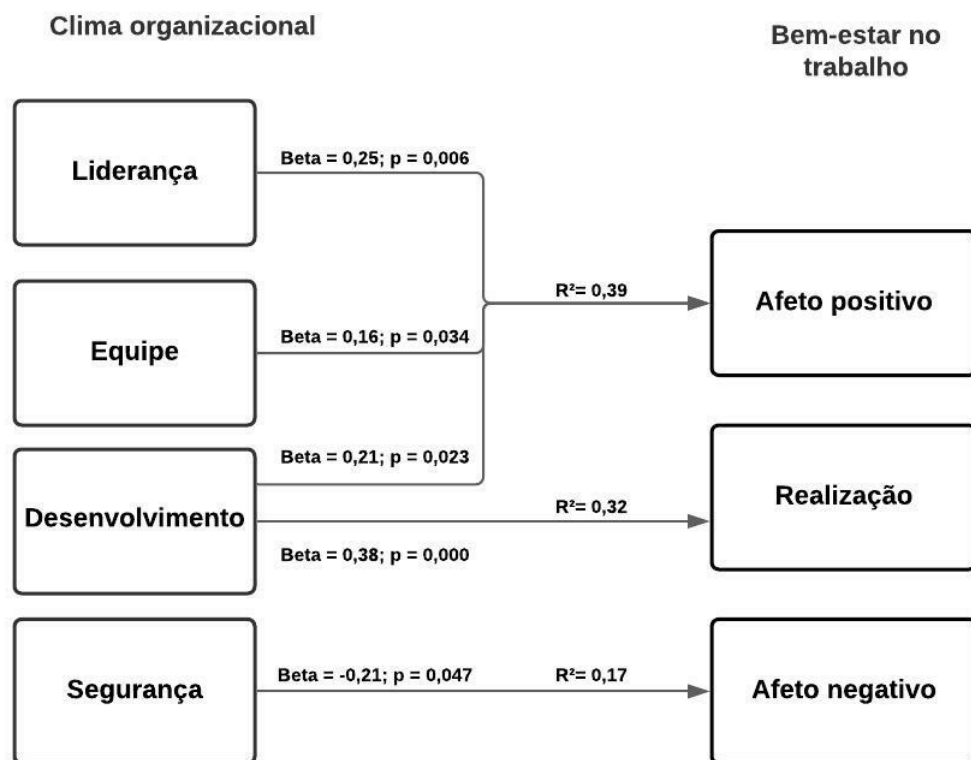 Clima organizacional
Bem-estar no
trabalho
Liderança
Beta = 0,25; p = 0,006
R²= 0,39
Afeto positivo
Equipe
Beta = 0,16; p = 0,034
Beta = 0,21; p = 0,023
Desenvolvimento
R²= 0,32
Realização
Beta = 0,38; p = 0,000
Segurança
Beta = -0,21; p = 0,047
R²= 0,17
Afeto negativo